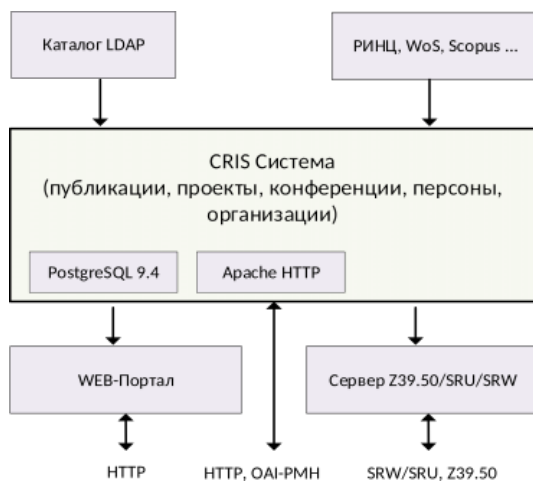 Каталог LDAP
РИНЦ, WoS, Scopus ...
CRIS Система
(публикации, проекты, конференции, персоны,
организации)
PostgreSQL 9.4
Apache HTTP
WEB-Портал
Сервер Z39.50/SRU/SRW
HTTP
HTTP, OAI-PMH
SRW/SRU, Z39.50